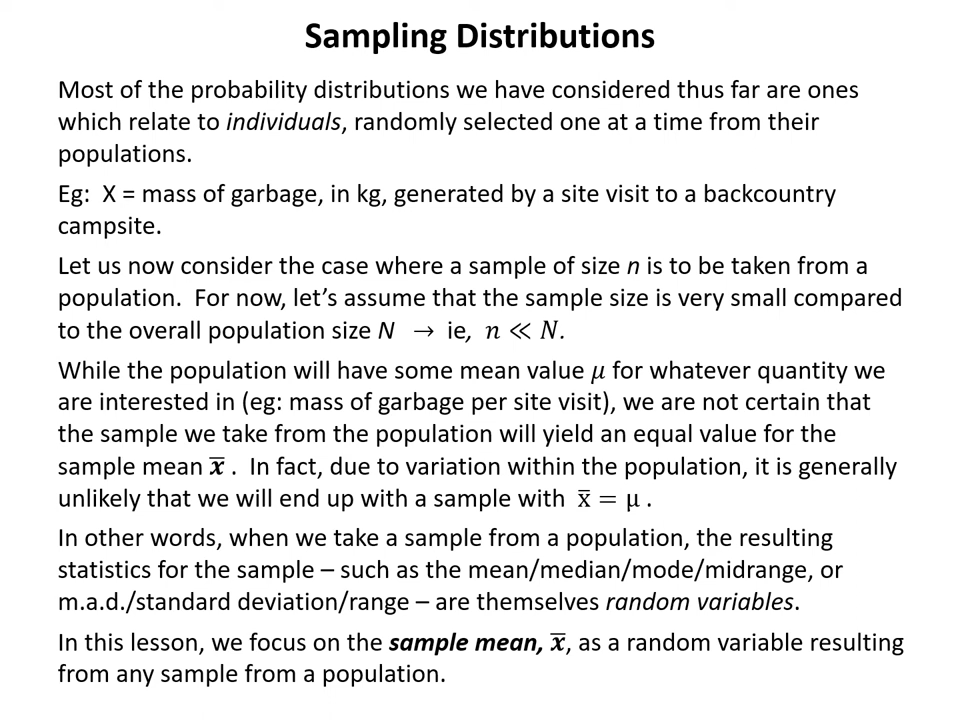 Sampling Distributions
Most of the probability distributions we have considered thus far are ones
which relate to individuals, randomly selected one at a time from their
populations.
Eg:  X = mass of garbage, in kg, generated by a site visit to a backcountry
campsite.
Let us now consider the case where a sample of size n is to be taken from a
population.  For now, let’s assume that the sample size is very small compared
to the overall population size N  →  ie,  n ≪ N.
While the population will have some mean value μ for whatever quantity we
are interested in (eg: mass of garbage per site visit), we are not certain that
the sample we take from the population will yield an equal value for the
sample mean x̅ .  In fact, due to variation within the population, it is generally
unlikely that we will end up with a sample with  x̅ = μ .
In other words, when we take a sample from a population, the resulting
statistics for the sample – such as the mean/median/mode/midrange, or
m.a.d./standard deviation/range – are themselves random variables.
In this lesson, we focus on the sample mean, x̅, as a random variable resulting
from any sample from a population.